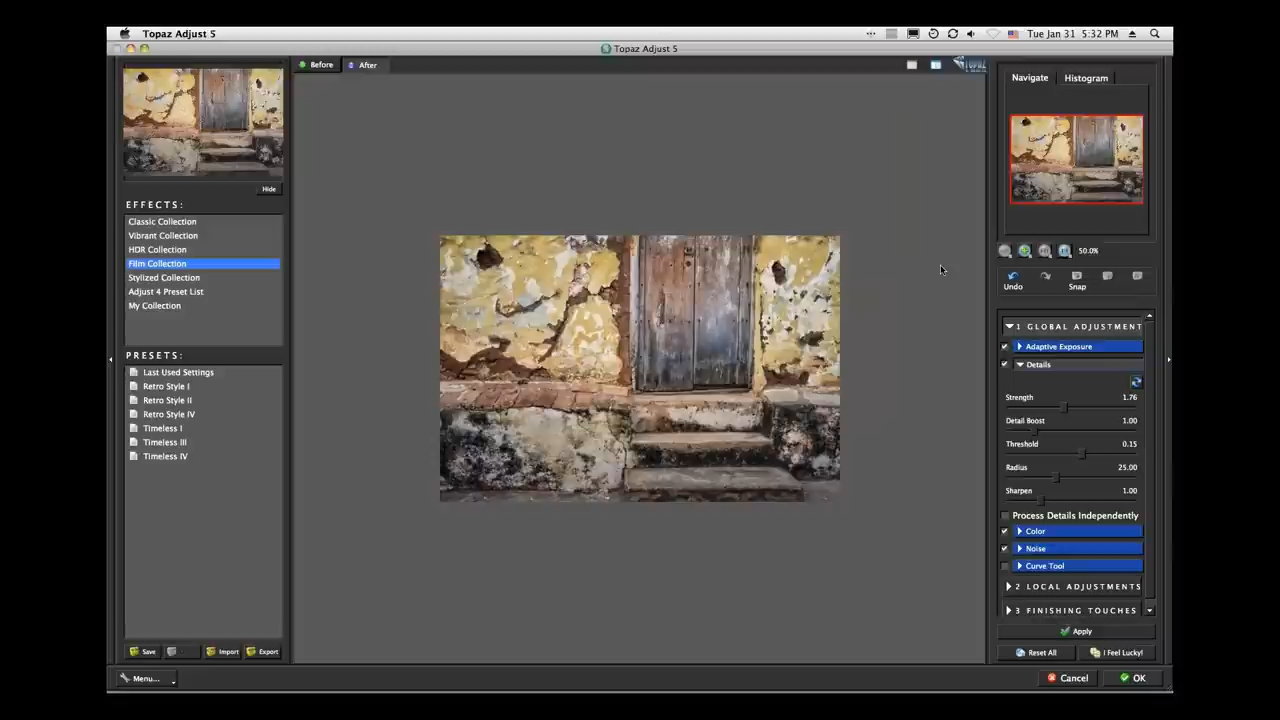 Topaz Adjust 5
Tue Jan 31 5:32 PM
Topaz Adjust 5
Before
After
TOPAZ
Hide
EFFECTS:
Classic Collection
Vibrant Collection
HDR Collection
Film Collection
Stylized Collection
Adjust 4 Preset List
My Collection
PRESETS:
Last Used Settings
Retro Style I
Retro Style II
Retro Style IV
Timeless I
Timeless III
Timeless IV
Save
Import
Export
Menu...
Navigate
Histogram
50.0%
Undo
Snap
1 GLOBAL ADJUSTMENT
Adaptive Exposure
Details
Strength 1.76
Detail Boost 1.00
Threshold 0.15
Radius 25.00
Sharpen 1.00
Process Details Independently
Color
Noise
Curve Tool
2 LOCAL ADJUSTMENTS
3 FINISHING TOUCHES
Apply
Reset All
I Feel Lucky!
Cancel
OK